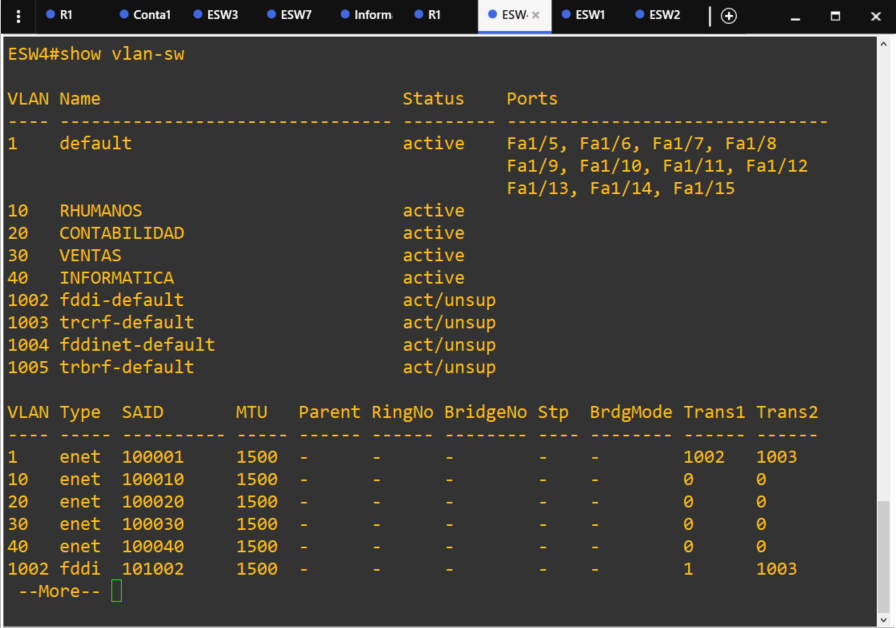 R1 Conta1 ESW3 ESW7 Inform R1 ESW ESW1 ESW2
ESW4#show vlan-sw
VLAN Name                             Status    Ports
---- -------------------------------- --------- -------------------------------
1    default                          active    Fa1/5, Fa1/6, Fa1/7, Fa1/8
                                                Fa1/9, Fa1/10, Fa1/11, Fa1/12
                                                Fa1/13, Fa1/14, Fa1/15
10   RHUMANOS                         active
20   CONTABILIDAD                     active
30   VENTAS                           active
40   INFORMATICA                      active
1002 fddi-default                     act/unsup
1003 trcrf-default                    act/unsup
1004 fddinet-default                  act/unsup
1005 trbrf-default                    act/unsup
VLAN Type  SAID       MTU   Parent RingNo BridgeNo Stp  BrdgMode Trans1 Trans2
---- ----- ---------- ----- ------ ------ -------- ---- -------- ------ ------
1    enet  100001     1500  -      -      -        -    -        1002   1003
10   enet  100010     1500  -      -      -        -    -        0      0
20   enet  100020     1500  -      -      -        -    -        0      0
30   enet  100030     1500  -      -      -        -    -        0      0
40   enet  100040     1500  -      -      -        -    -        0      0
1002 fddi  101002     1500  -      -      -        -    -        1      1003
 --More--